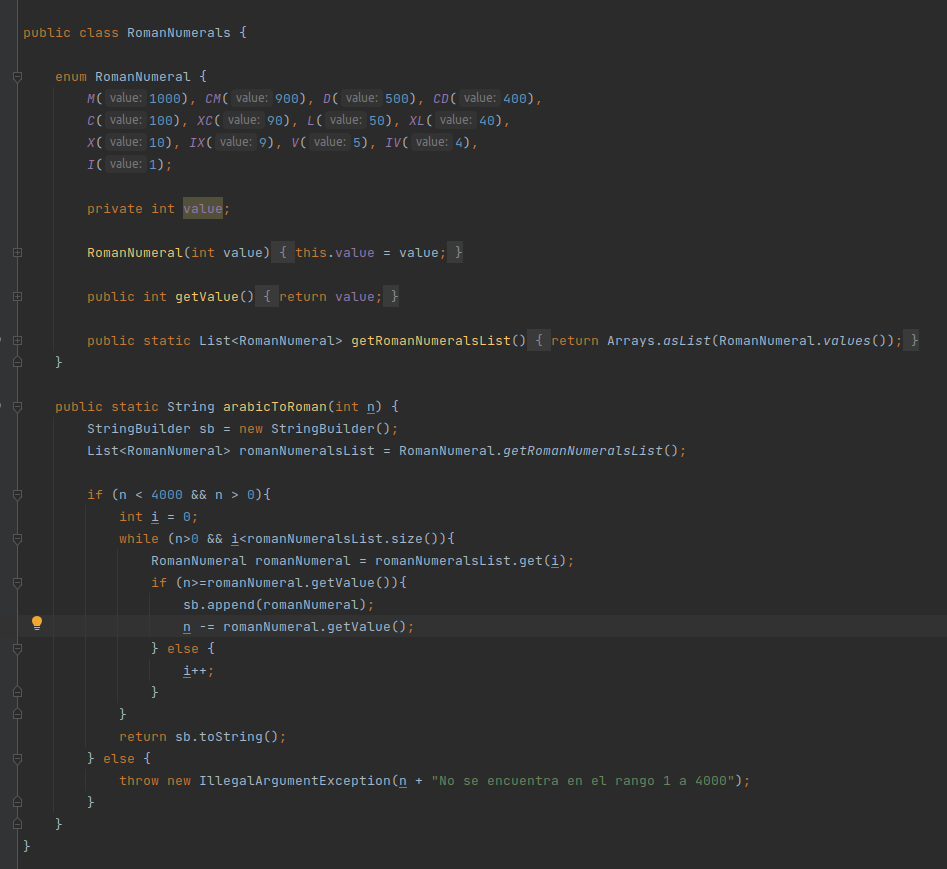 public class RomanNumerals {
enum RomanNumeral {
M( value: 1000), CM( value: 900), D( value: 500), CD( value: 400),
C( value: 100), XC( value: 90), L( value: 50), XL( value: 40),
X( value: 10), IX( value: 9), V( value: 5), IV( value: 4),
I( value: 1);
private int value;
RomanNumeral(int value) { this.value = value; }
public int getValue() { return value; }
public static List<RomanNumeral> getRomanNumeralsList() { return Arrays.asList(RomanNumeral.values()); }
}
public static String arabicToRoman(int n) {
StringBuilder sb = new StringBuilder();
List<RomanNumeral> romanNumeralsList = RomanNumeral.getRomanNumeralsList();
if (n < 4000 && n > 0){
int i = 0;
while (n>0 && i<romanNumeralsList.size()){
RomanNumeral romanNumeral = romanNumeralsList.get(i);
if (n>=romanNumeral.getValue()){
sb.append(romanNumeral);
n -= romanNumeral.getValue();
} else {
i++;
}
}
return sb.toString();
} else {
throw new IllegalArgumentException(n + "No se encuentra en el rango 1 a 4000");
}
}
}